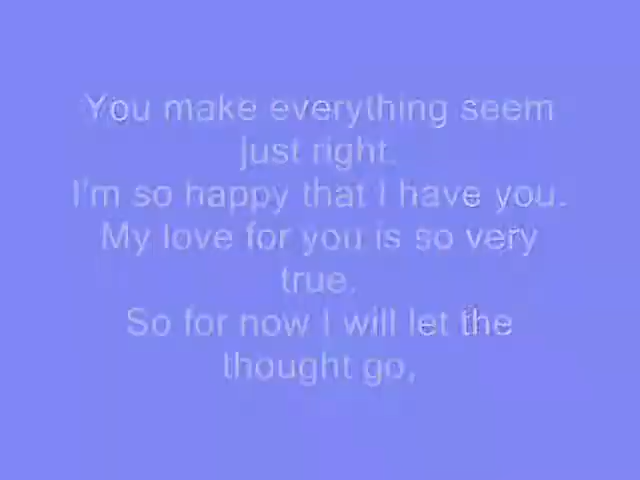 You make everything seem
just right.
I'm so happy that I have you.
My love for you is so very
true.
So for now I will let the
thought go,